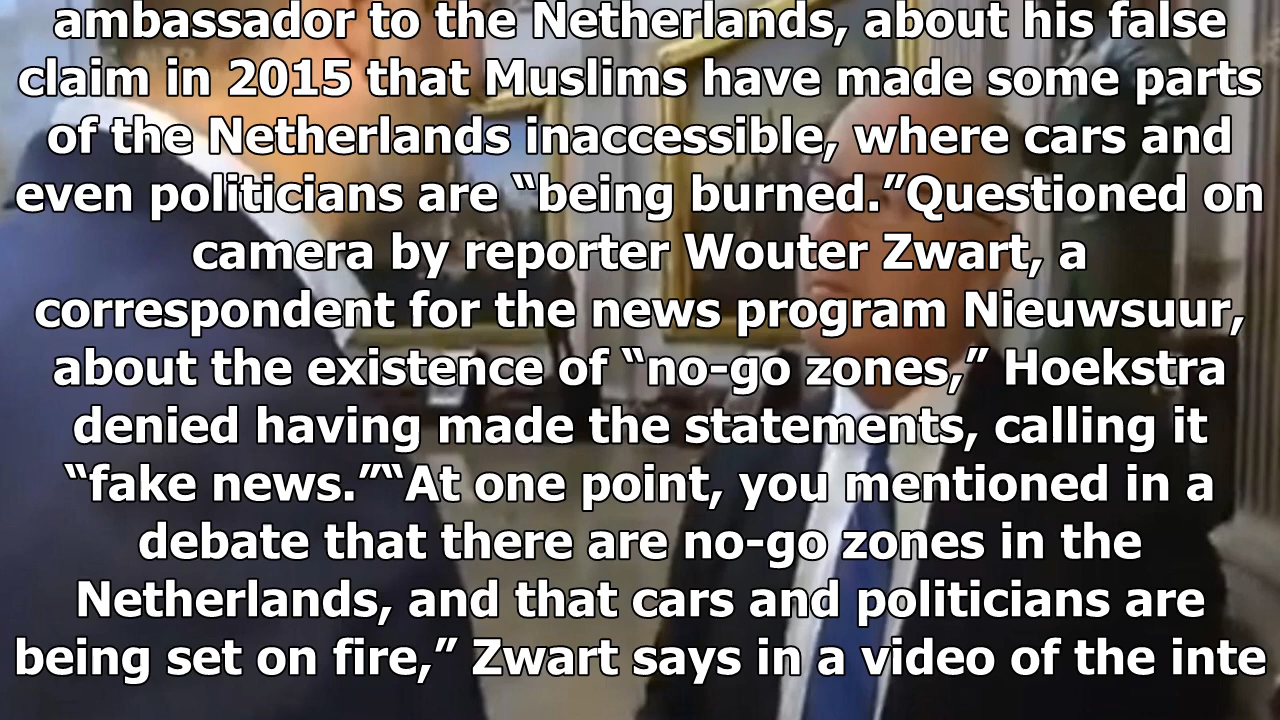 ambassador to the Netherlands, about his false
claim in 2015 that Muslims have made some parts
of the Netherlands inaccessible, where cars and
even politicians are “being burned.”Questioned on
camera by reporter Wouter Zwart, a
correspondent for the news program Nieuwsuur,
about the existence of “no-go zones,” Hoekstra
denied having made the statements, calling it
“fake news.”“At one point, you mentioned in a
debate that there are no-go zones in the
Netherlands, and that cars and politicians are
being set on fire,” Zwart says in a video of the inte